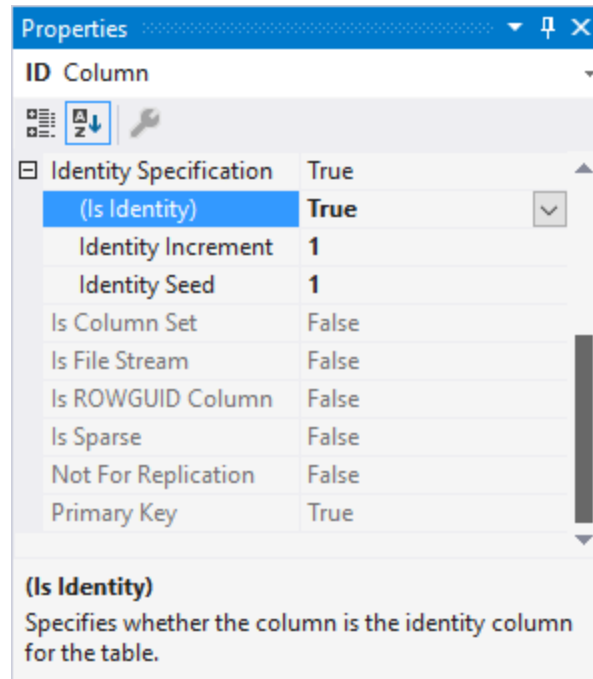 Properties
ID Column
Identity Specification True
(Is Identity) True
Identity Increment 1
Identity Seed 1
Is Column Set False
Is File Stream False
Is ROWGUID Column False
Is Sparse False
Not For Replication False
Primary Key True
(Is Identity)
Specifies whether the column is the identity column
for the table.